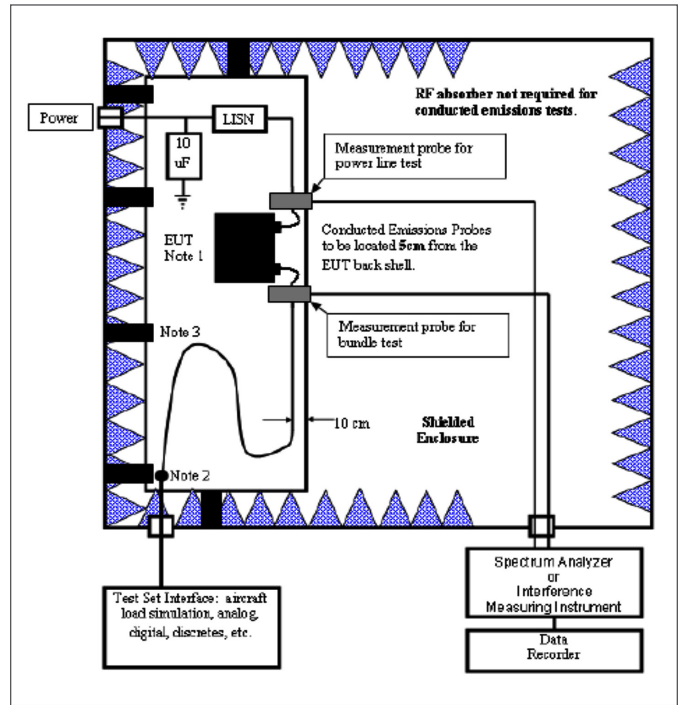 RF absorber not required for
conducted emissions tests.
Power
LISN
10
uF
Measurement probe for
power line test
EUT
Note 1
Conducted Emissions Probes
to be located 5cm from the
EUT back shell.
Note 3
Measurement probe for
bundle test
10 cm
Shielded
Enclosure
Note 2
Test Set Interface: aircraft
load simulation, analog,
digital, discretes, etc.
Spectrum Analyzer
or
Interference
Measuring Instrument
Data
Recorder